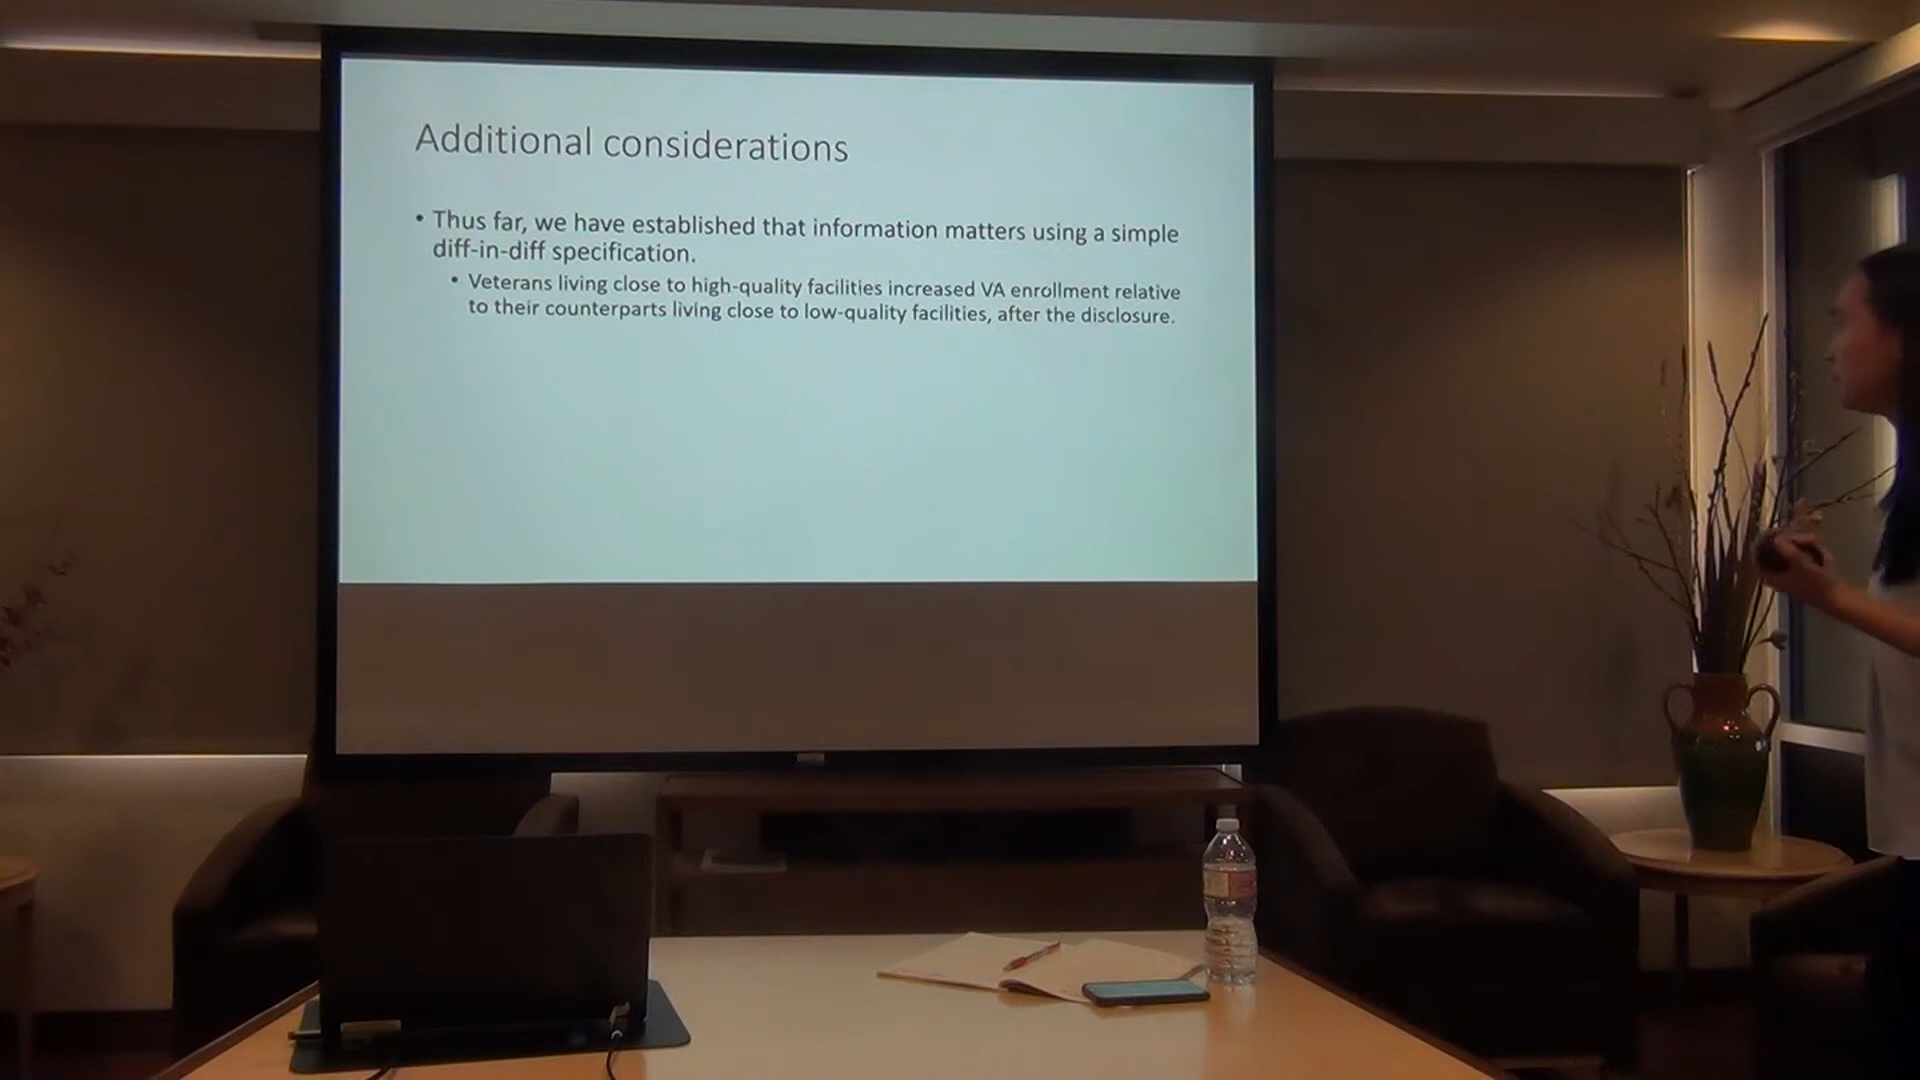 Additional considerations
• Thus far, we have established that information matters using a simple
diff-in-diff specification.
• Veterans living close to high-quality facilities increased VA enrollment relative
to their counterparts living close to low-quality facilities, after the disclosure.